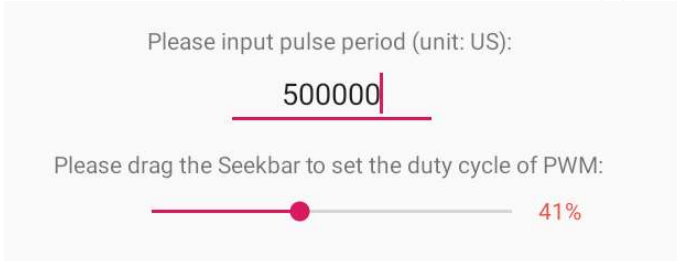 Please input pulse period (unit: US):
500000
Please drag the Seekbar to set the duty cycle of PWM:
41%